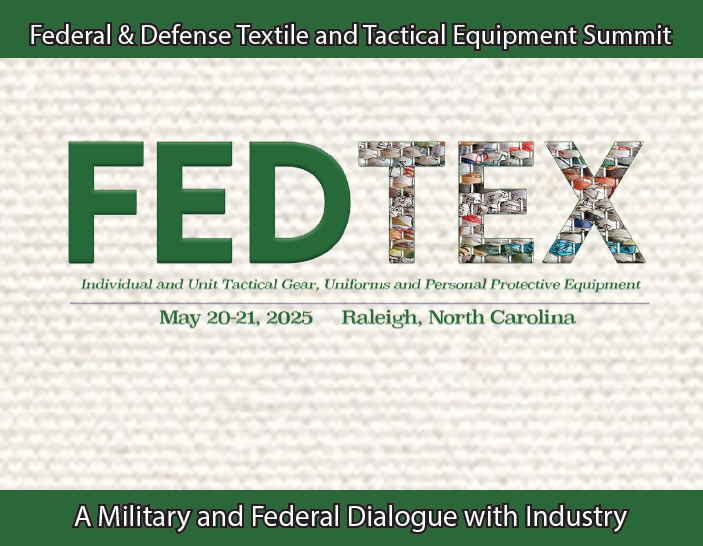 Federal & Defense Textile and Tactical Equipment Summit
FEDTEX
Individual and Unit Tactical Gear, Uniforms and Personal Protective Equipment
May 20-21, 2025 Raleigh, North Carolina
A Military and Federal Dialogue with Industry